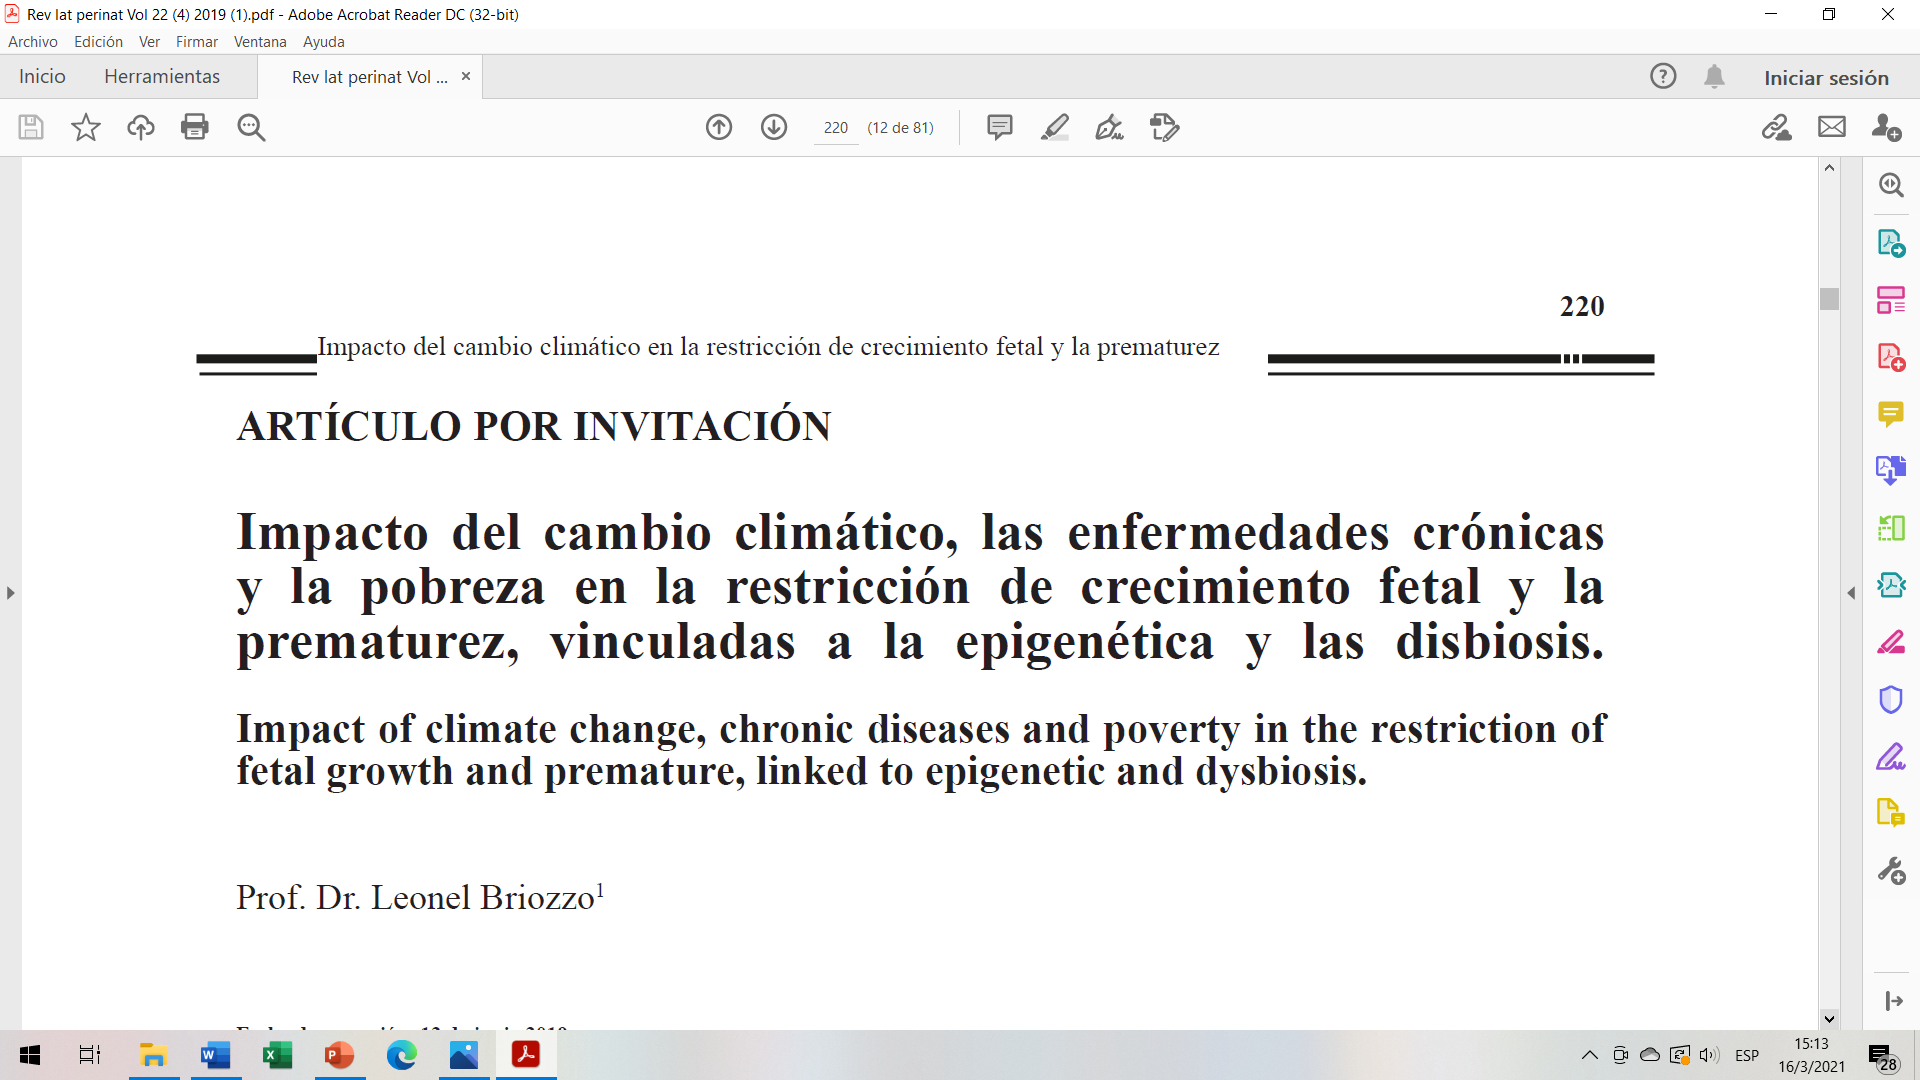 Rev lat perinat Vol 22 (4) 2019 (1).pdf - Adobe Acrobat Reader DC (32-bit)
Archivo Edición Ver Firmar Ventana Ayuda
Inicio Herramientas Rev lat perinat Vol ... Iniciar sesión
220 (12 de 81)
220
Impacto del cambio climático en la restricción de crecimiento fetal y la prematurez
ARTÍCULO POR INVITACIÓN
Impacto del cambio climático, las enfermedades crónicas
y la pobreza en la restricción de crecimiento fetal y la
prematurez, vinculadas a la epigenética y las disbiosis.
Impact of climate change, chronic diseases and poverty in the restriction of
fetal growth and premature, linked to epigenetic and dysbiosis.
Prof. Dr. Leonel Briozzo1
ESP
15:13
16/3/2021
28